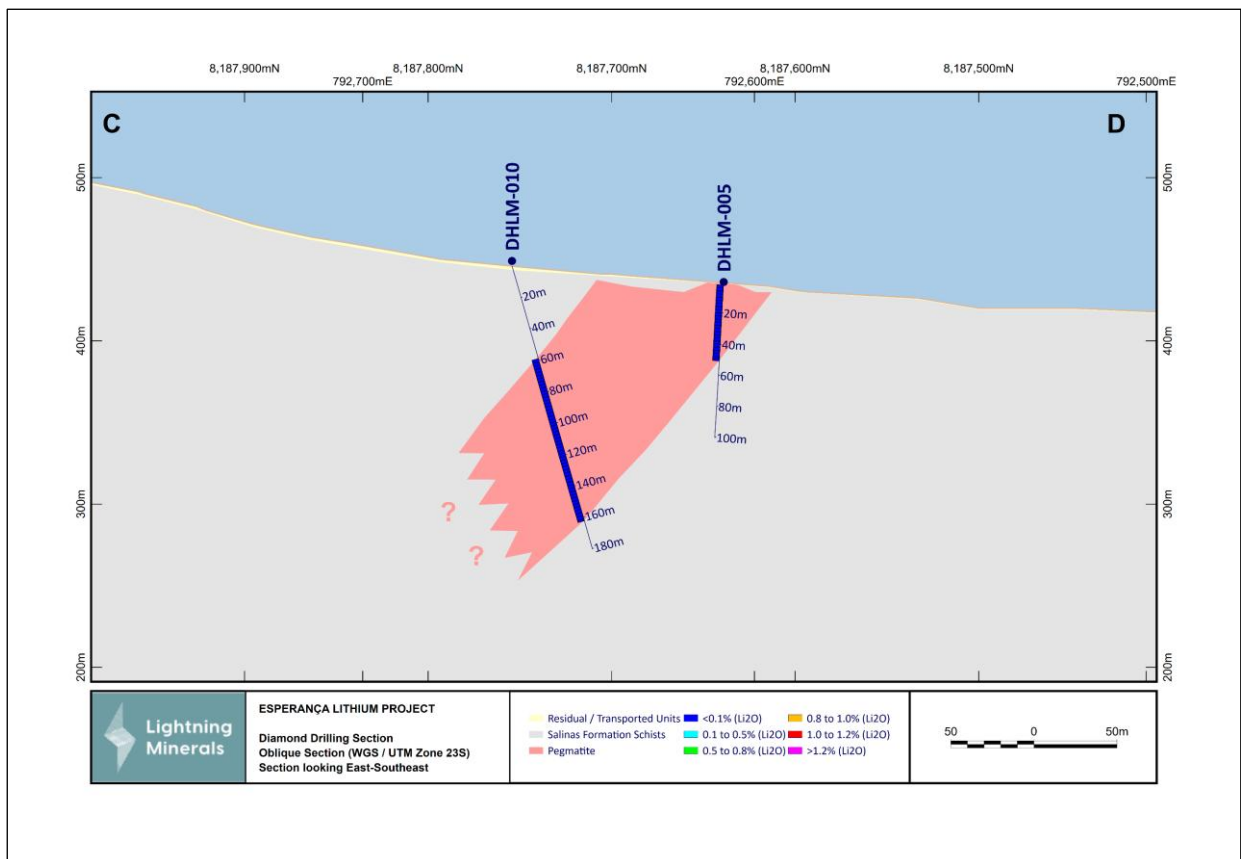 8,187,900mN 8,187,800mN 8,187,700mN 8,187,600mN 8,187,500mN
792,700mE 792,600mE 792,500mE
C D
500m 500m
DHLM-010 DHLM-005
20m
40m
60m
80m
100m
120m
140m
160m
180m
20m
40m
60m
80m
100m
400m 400m
300m 300m
?
?
200m 200m
Lightning
Minerals
ESPERANÇA LITHIUM PROJECT
Diamond Drilling Section
Oblique Section (WGS / UTM Zone 23S)
Section looking East-Southeast
Residual / Transported Units <0.1% (Li2O) 0.8 to 1.0% (Li2O)
Salinas Formation Schists 0.1 to 0.5% (Li2O) 1.0 to 1.2% (Li2O)
Pegmatite 0.5 to 0.8% (Li2O) >1.2% (Li2O)
50 0 50m